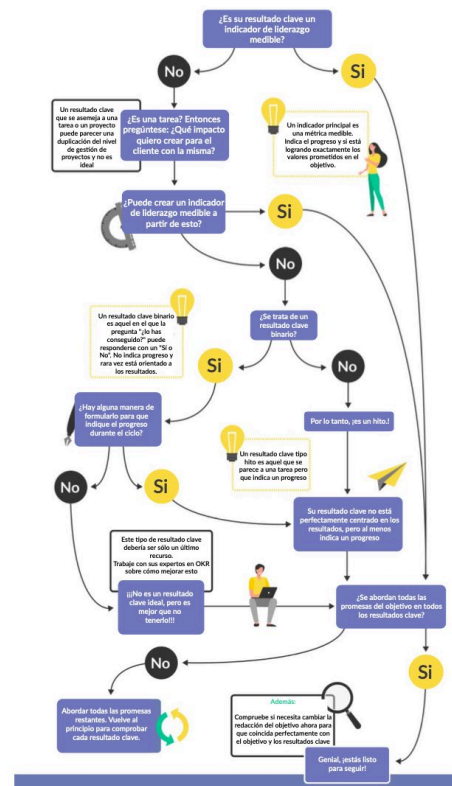 ¿Es su resultado clave un
indicador de liderazgo
medible?
No
Si
Un resultado clave
que se asemeja a una
tarea o un proyecto
puede parecer una
duplicación del nivel
de gestión de
proyectos y no es
ideal
¿Es una tarea? Entonces
pregúntese: ¿Qué impacto
quiero crear para el
cliente con la misma?
Un indicador principal es
una métrica medible.
Indica el progreso y si está
logrando exactamente los
valores prometidos en el
objetivo.
¿Puede crear un indicador
de liderazgo medible a
partir de esto?
Si
No
Un resultado clave binario
es aquel en el que la
pregunta "¿lo has
conseguido?" puede
responderse con un "Sí o
No". No indica progreso y
rara vez está orientado a
los resultados.
¿Se trata de un
resultado clave
binario?
Si
No
¿Hay alguna manera de
formularlo para que
indique el progreso
durante el ciclo?
Por lo tanto, ¡es un hito.!
Un resultado clave tipo
hito es aquel que se
parece a una tarea pero
que indica un progreso
No
Si
Su resultado clave no está
perfectamente centrado en los
resultados, pero al menos
indica un progreso
Este tipo de resultado clave
debería ser sólo un último
recurso.
Trabaje con sus expertos en OKR
sobre cómo mejorar esto
¡¡¡No es un resultado
clave ideal, pero es
mejor que no
tenerlo!!!
¿Se abordan todas las
promesas del objetivo en todos
los resultados clave?
No
Si
Abordar todas las promesas
restantes. Vuelve al
principio para comprobar
cada resultado clave.
Además:
Compruebe si necesita cambiar la
redacción del objetivo ahora para
que coincida perfectamente con
el objetivo y los resultados clave
Genial, ¡estás listo
para seguir!